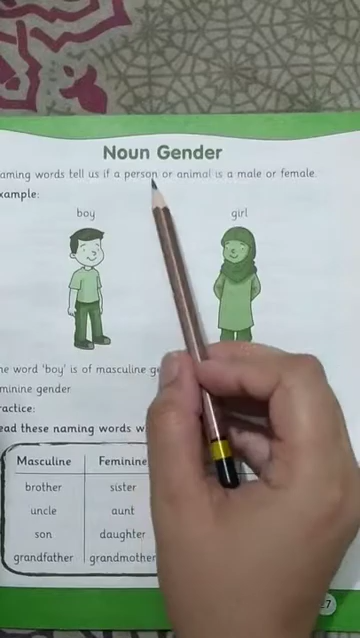 Noun Gender
aming words tell us if a person or animal is a male or female.
xample:
boy girl
he word 'boy' is of masculine ge
minine gender
ractice:
ead these naming words w
Masculine Feminine
brother sister
uncle aunt
son daughter
grandfather grandmother
27